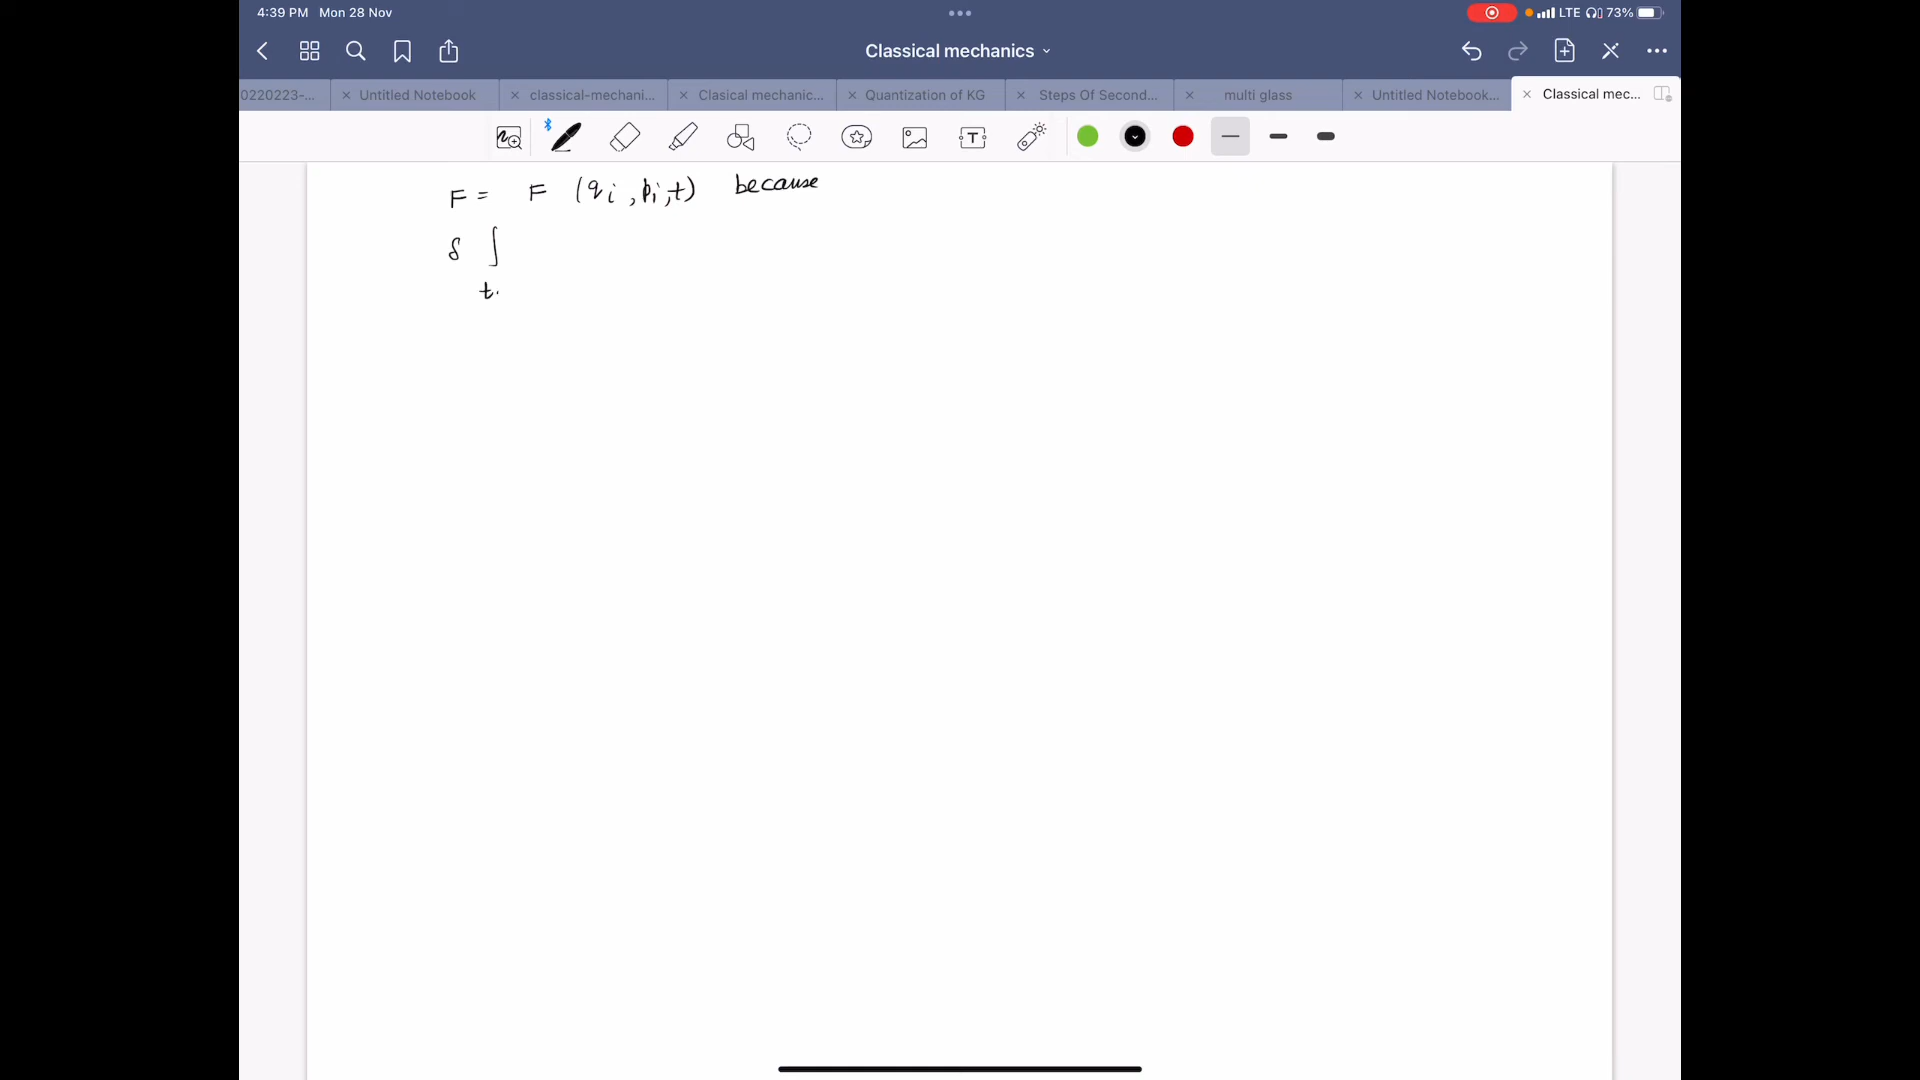 4:39 PM Mon 28 Nov
LTE 73%
Classical mechanics
0220223-... Untitled Notebook classical-mechani... Clasical mechanic... Quantization of KG Steps Of Second... multi glass Untitled Notebook... Classical mec...
F = F (qi, pi, t) because
δ ∫
t.